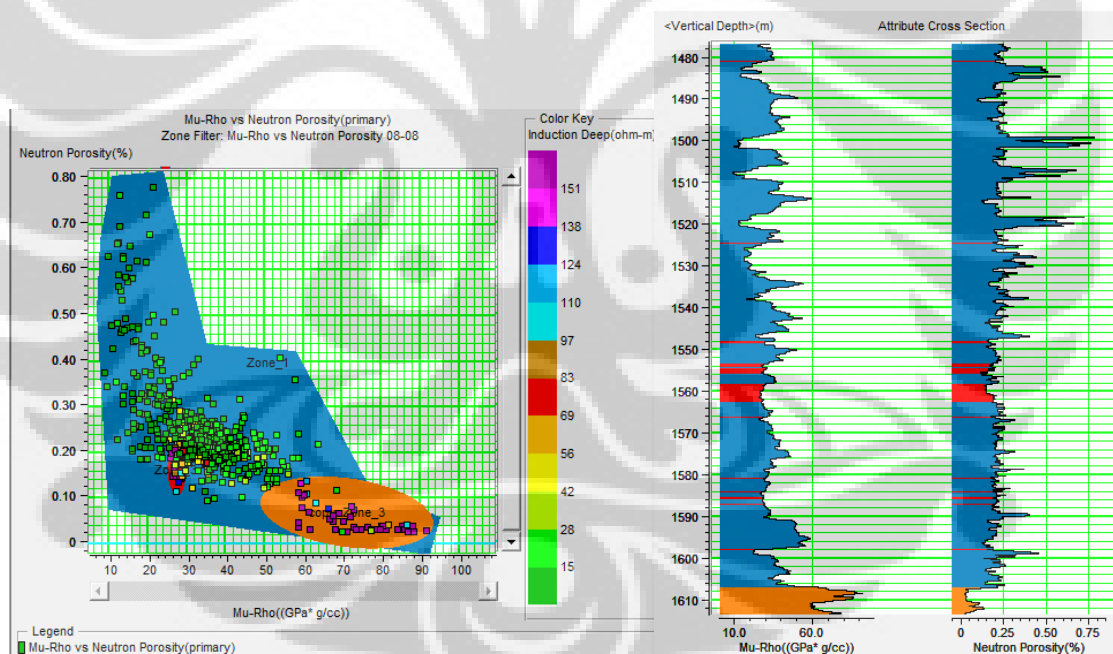 Mu-Rho vs Neutron Porosity(primary)
Zone Filter: Mu-Rho vs Neutron Porosity 08-08
Neutron Porosity(%)
0.80
0.70
0.60
0.50
0.40
0.30
0.20
0.10
0
Zone_1
Zone_3
10 20 30 40 50 60 70 80 90 100
Mu-Rho((GPa* g/cc))
Legend
Mu-Rho vs Neutron Porosity(primary)
Color Key
Induction Deep(ohm-m)
151
138
124
110
97
83
69
56
42
28
15
<Vertical Depth>(m) Attribute Cross Section
1480
1490
1500
1510
1520
1530
1540
1550
1560
1570
1580
1590
1600
1610
10.0 60.0
Mu-Rho((GPa* g/cc))
0 0.25 0.50 0.75
Neutron Porosity(%)